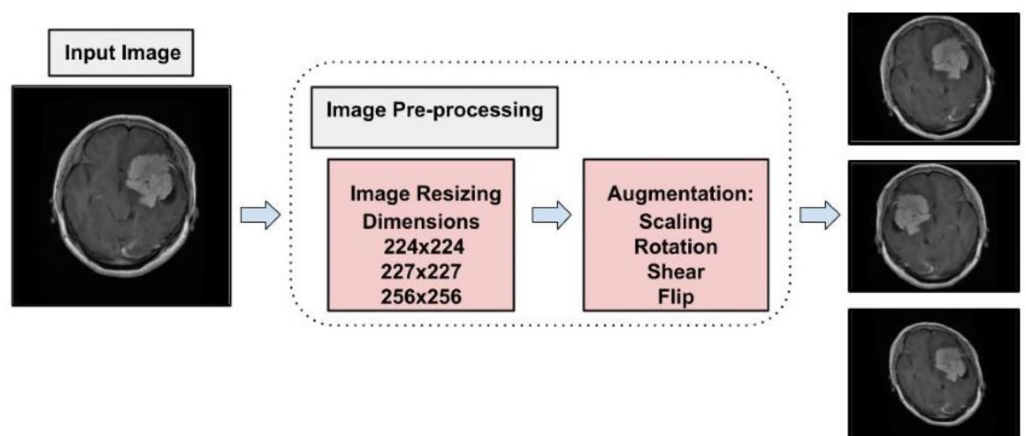 Input Image
Image Pre-processing
Image Resizing
Dimensions
224x224
227x227
256x256
Augmentation:
Scaling
Rotation
Shear
Flip